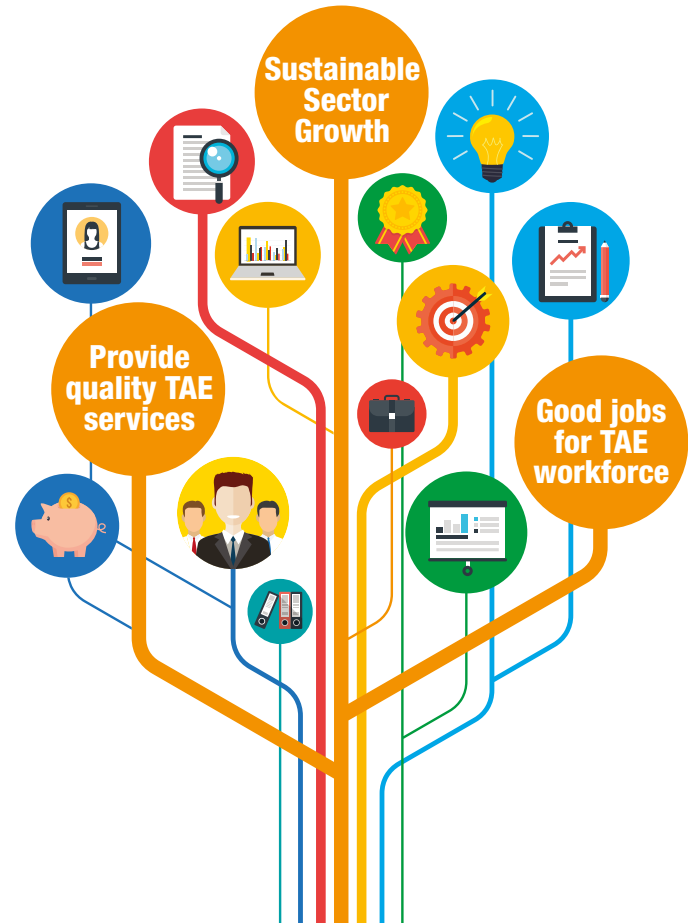 Sustainable
Sector
Growth
Provide
quality TAE
services
Good jobs
for TAE
workforce
$